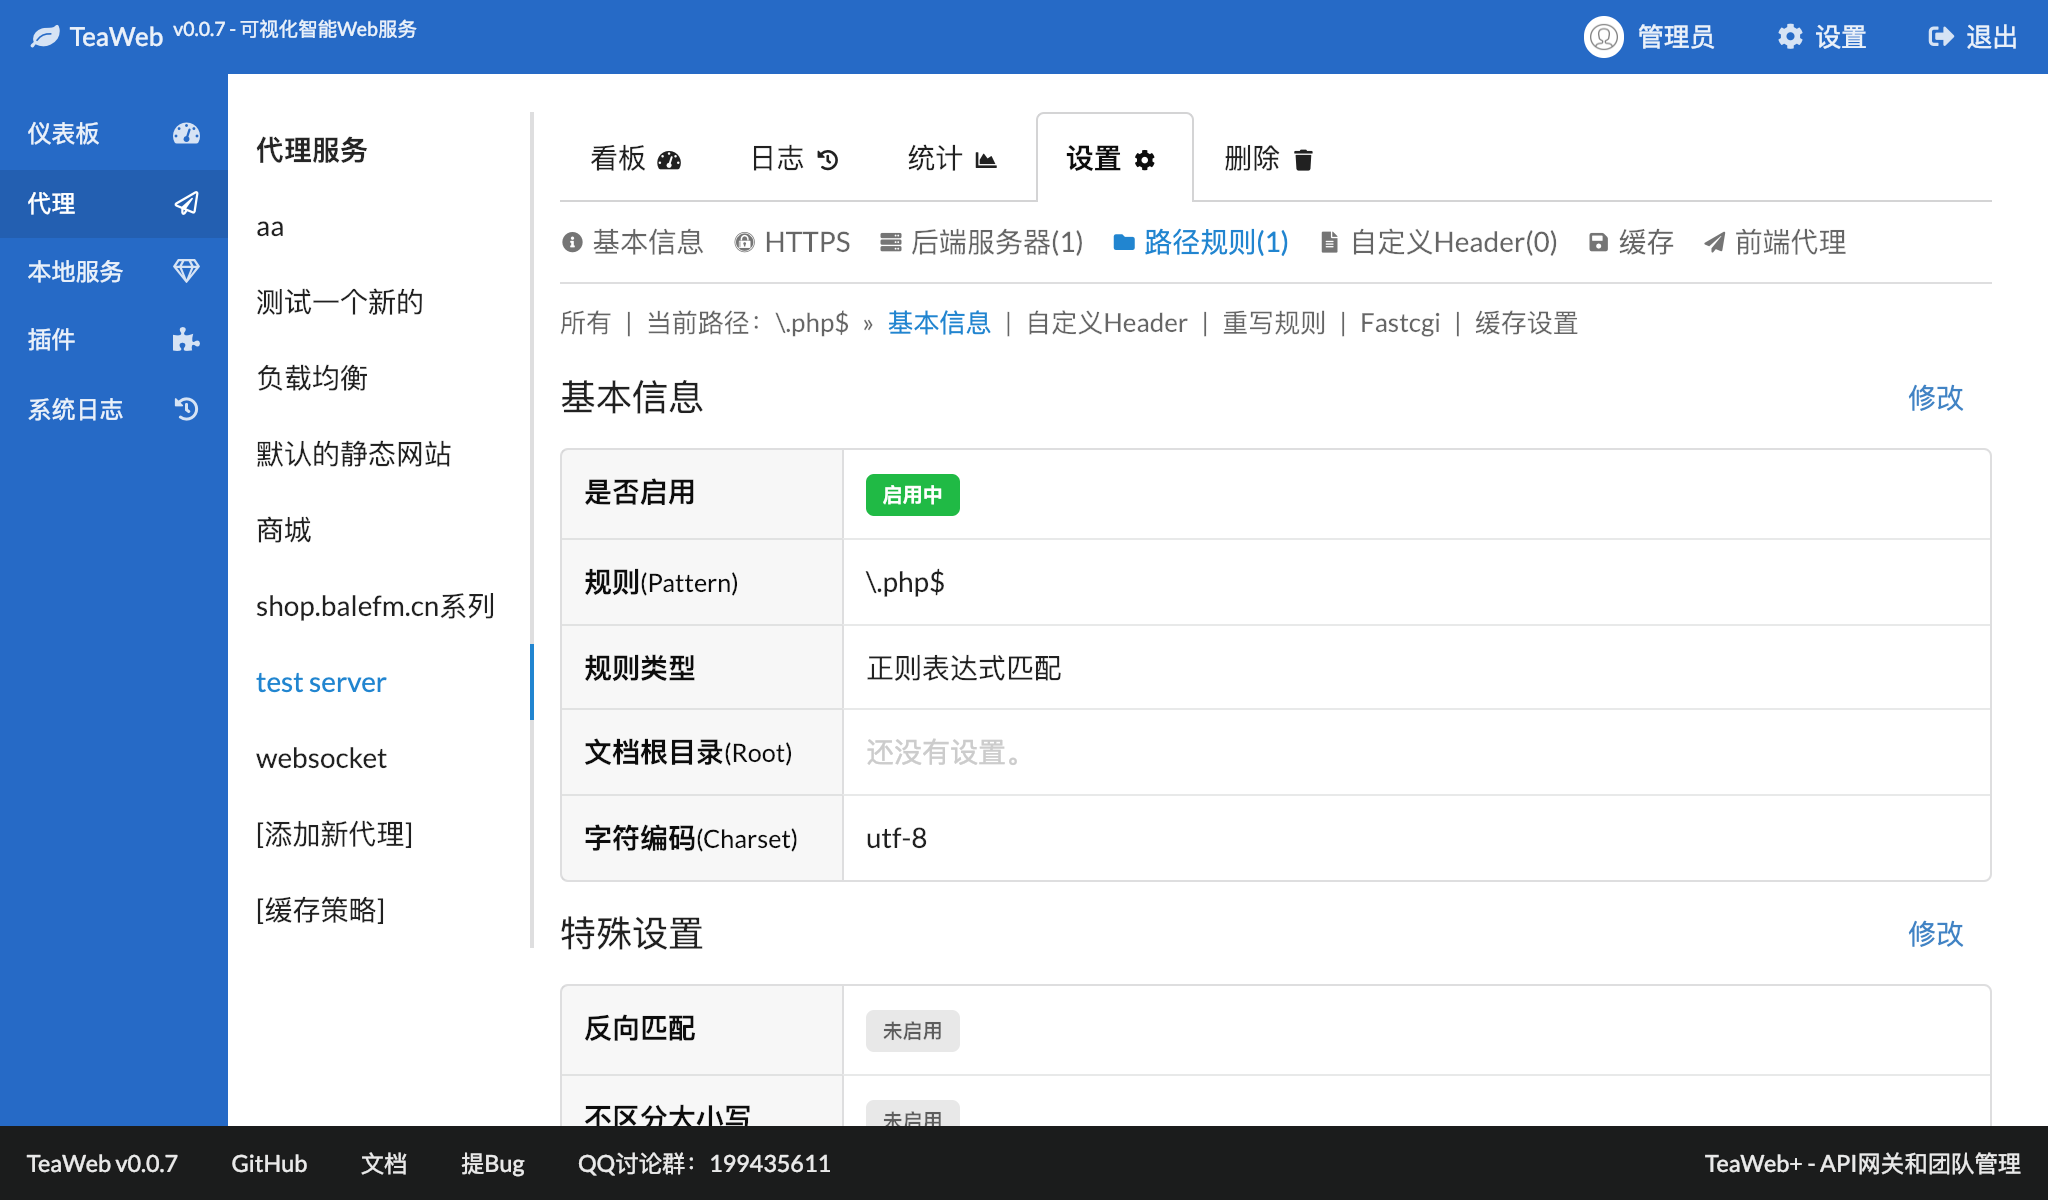 TeaWeb v0.0.7 - 可视化智能Web服务
管理员 设置 退出
仪表板
代理
本地服务
插件
系统日志
代理服务
aa
测试一个新的
负载均衡
默认的静态网站
商城
shop.balefm.cn系列
test server
websocket
[添加新代理]
[缓存策略]
看板 日志 统计 设置 删除
基本信息 HTTPS 后端服务器(1) 路径规则(1) 自定义Header(0) 缓存 前端代理
所有 | 当前路径：\.php$ » 基本信息 | 自定义Header | 重写规则 | Fastcgi | 缓存设置
基本信息 修改
是否启用 启用中
规则(Pattern) \.php$
规则类型 正则表达式匹配
文档根目录(Root) 还没有设置。
字符编码(Charset) utf-8
特殊设置 修改
反向匹配 未启用
不区分大小写 未启用
TeaWeb v0.0.7 GitHub 文档 提Bug QQ讨论群：199435611 TeaWeb+ - API网关和团队管理